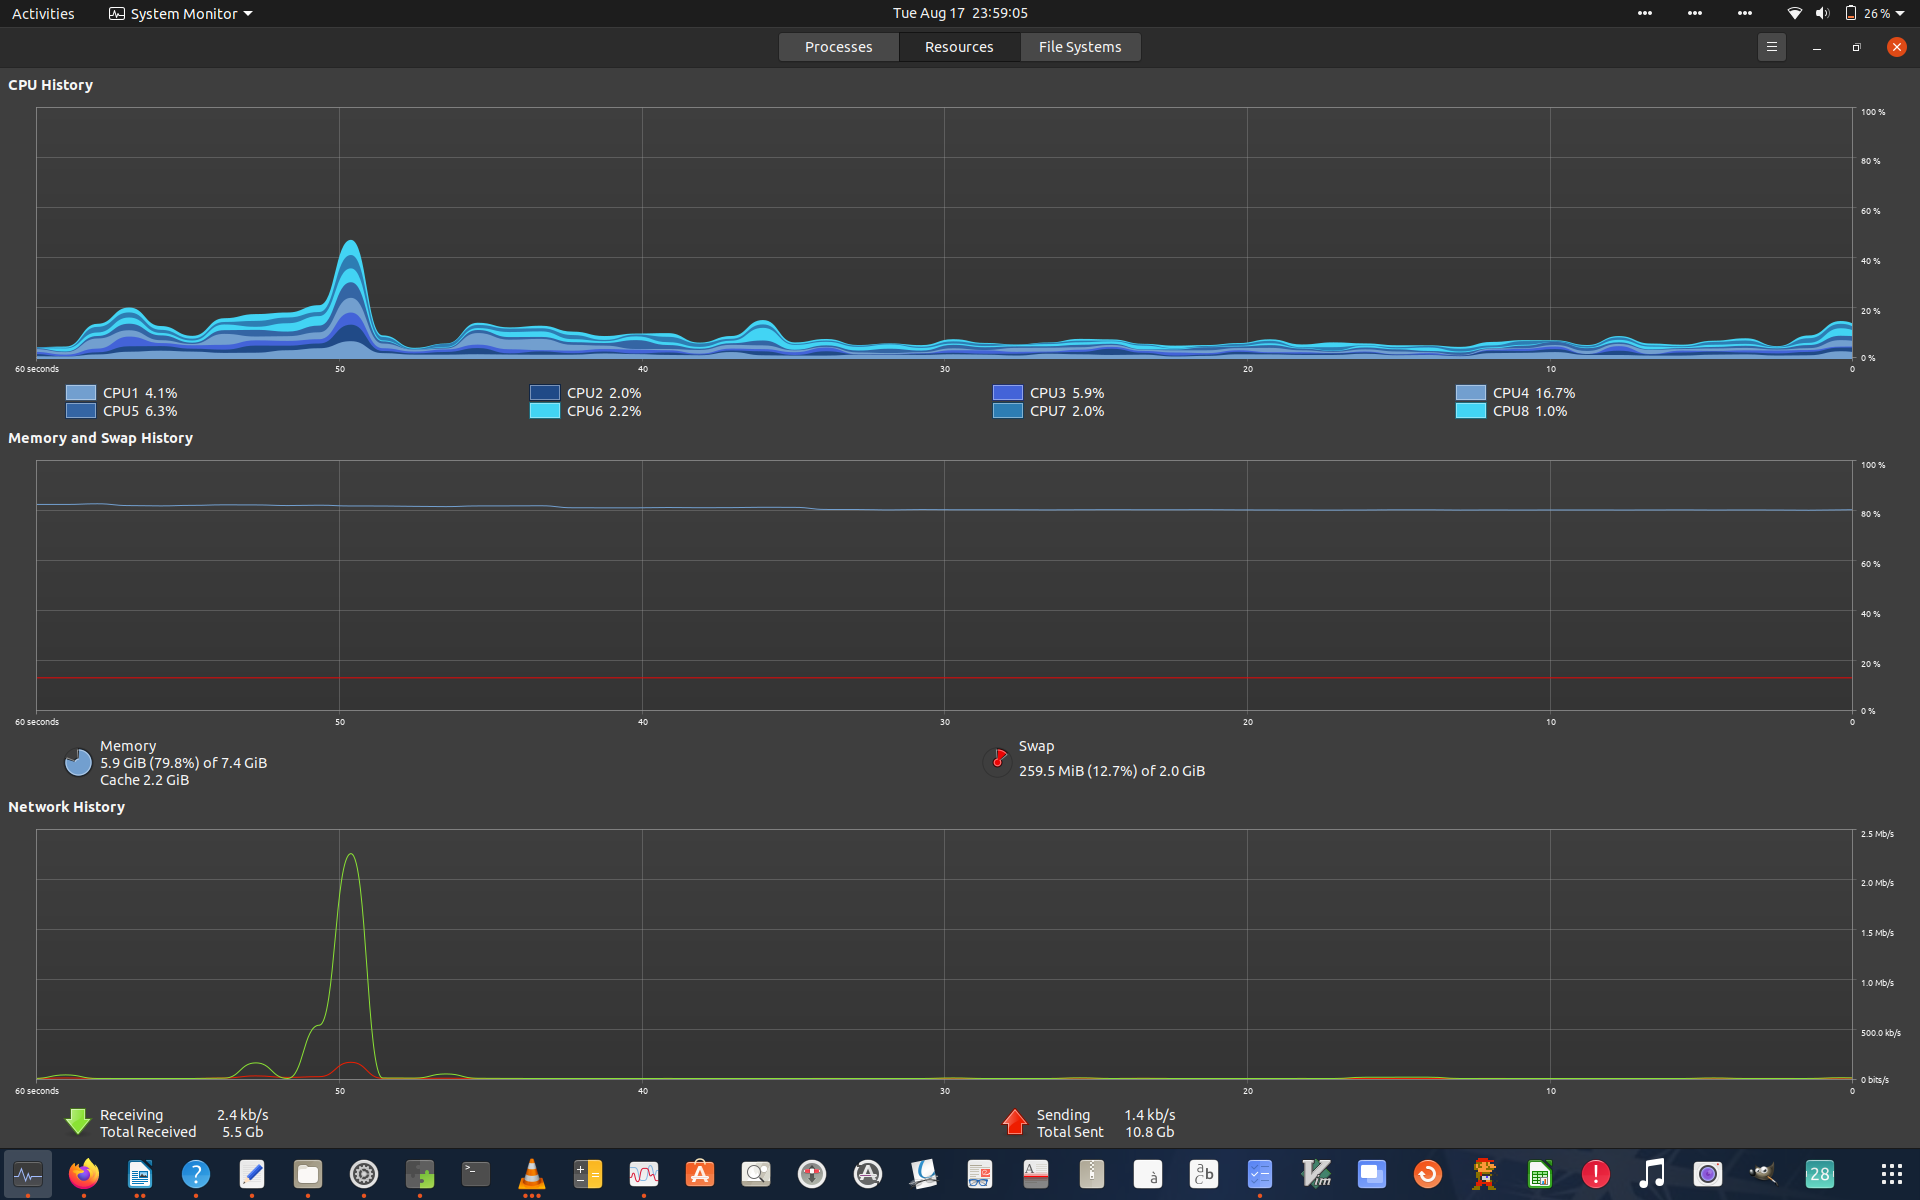 Activities System Monitor Tue Aug 17 23:59:05 26 %
Processes Resources File Systems
CPU History
100 %
80 %
60 %
40 %
20 %
0 %
60 seconds 50 40 30 20 10 0
CPU1 4.1% CPU2 2.0% CPU3 5.9% CPU4 16.7%
CPU5 6.3% CPU6 2.2% CPU7 2.0% CPU8 1.0%
Memory and Swap History
100 %
80 %
60 %
40 %
20 %
0 %
60 seconds 50 40 30 20 10 0
Memory
5.9 GiB (79.8%) of 7.4 GiB
Cache 2.2 GiB
Swap
259.5 MiB (12.7%) of 2.0 GiB
Network History
2.5 Mb/s
2.0 Mb/s
1.5 Mb/s
1.0 Mb/s
500.0 kb/s
0 bits/s
60 seconds 50 40 30 20 10 0
Receiving 2.4 kb/s
Total Received 5.5 Gb
Sending 1.4 kb/s
Total Sent 10.8 Gb
? >_ A à ab c Vim ! 28